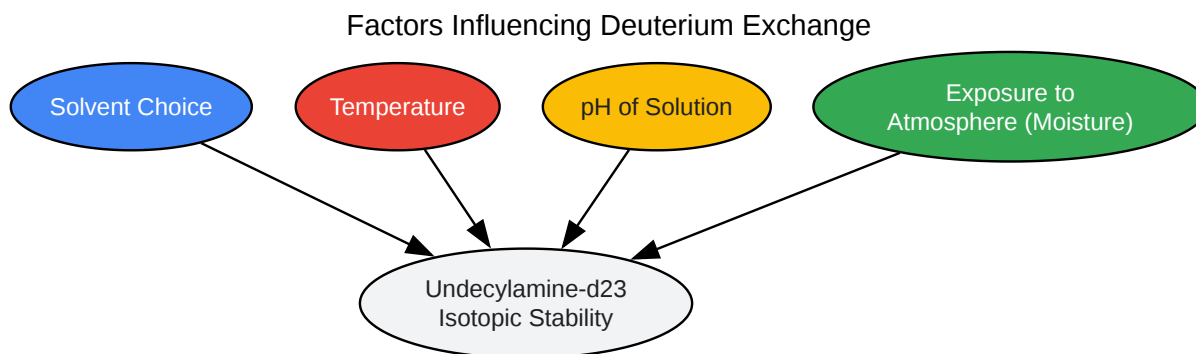 Factors Influencing Deuterium Exchange
Solvent Choice
Temperature
pH of Solution
Exposure to
Atmosphere (Moisture)
Undecylamine-d23
Isotopic Stability